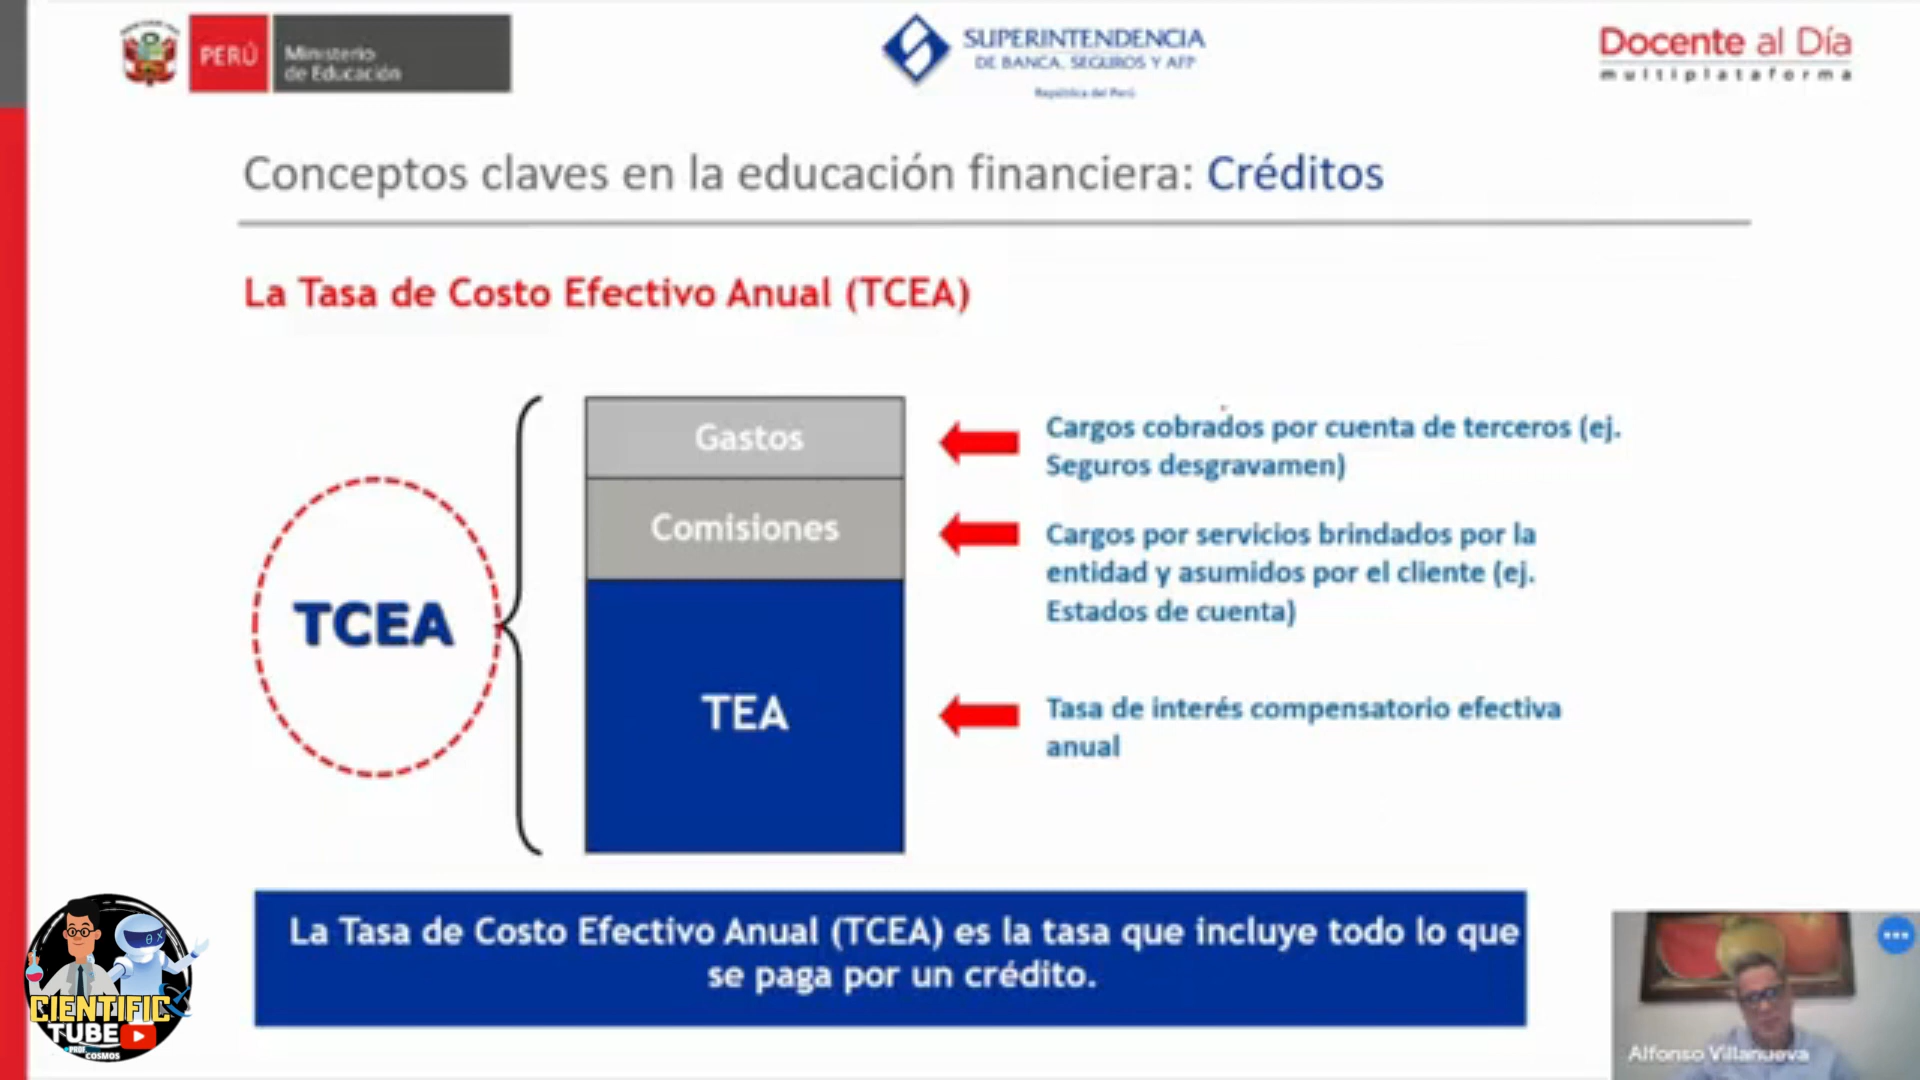 PERÚ
Ministerio
de Educación
SUPERINTENDENCIA
DE BANCA, SEGUROS Y AFP
República del Perú
Docente al Día
multiplataforma
Conceptos claves en la educación financiera: Créditos
La Tasa de Costo Efectivo Anual (TCEA)
TCEA
Gastos
Cargos cobrados por cuenta de terceros (ej.
Seguros desgravamen)
Comisiones
Cargos por servicios brindados por la
entidad y asumidos por el cliente (ej.
Estados de cuenta)
TEA
Tasa de interés compensatorio efectiva
anual
La Tasa de Costo Efectivo Anual (TCEA) es la tasa que incluye todo lo que
se paga por un crédito.
CIENTIFIC
TUBE
PROF
COSMOS
Alfonso Villanueva